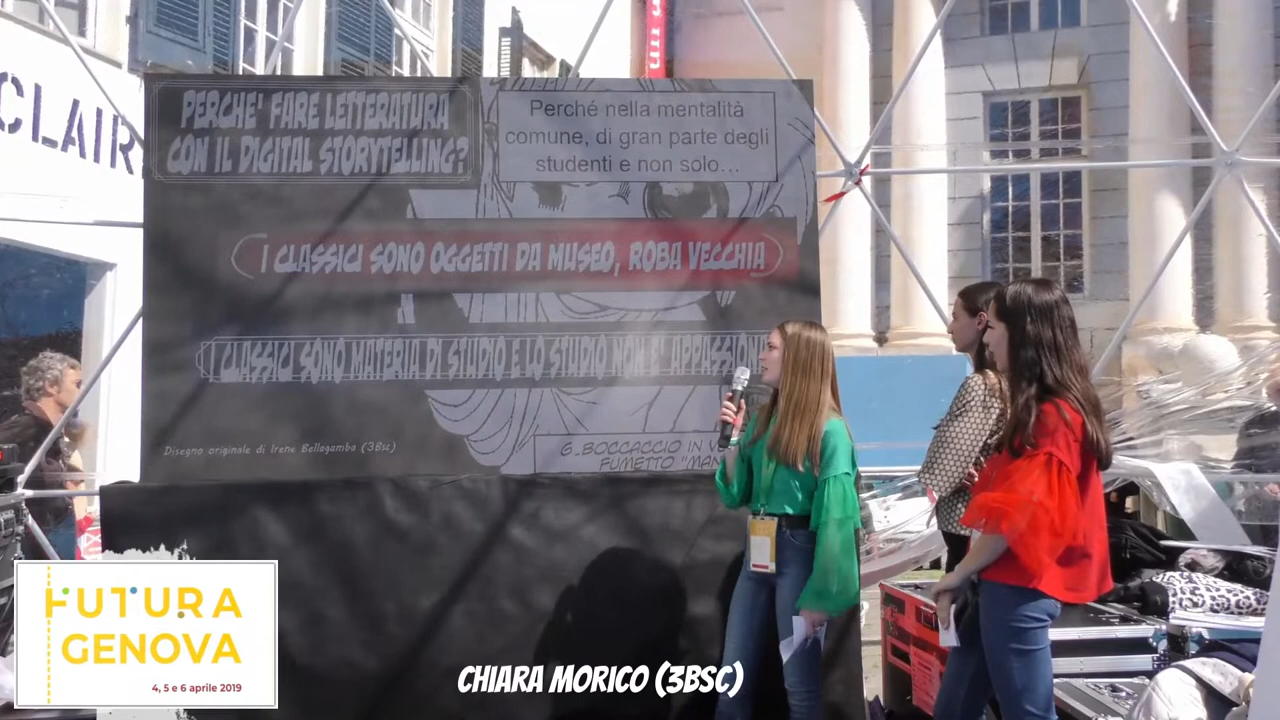 CLAIR
PERCHE' FARE LETTERATURA
CON IL DIGITAL STORYTELLING?
Perché nella mentalità
comune, di gran parte degli
studenti e non solo...
I CLASSICI SONO OGGETTI DA MUSEO, ROBA VECCHIA
I CLASSICI SONO MATERIA DI STUDIO E LO STUDIO NON E'
Disegno originale di Irene Bellagamba (3Bsc)
G.BOCCACCIO IN
FUMETTO
FUTURA
GENOVA
4, 5 e 6 aprile 2019
CHIARA MORICO (3BSC)